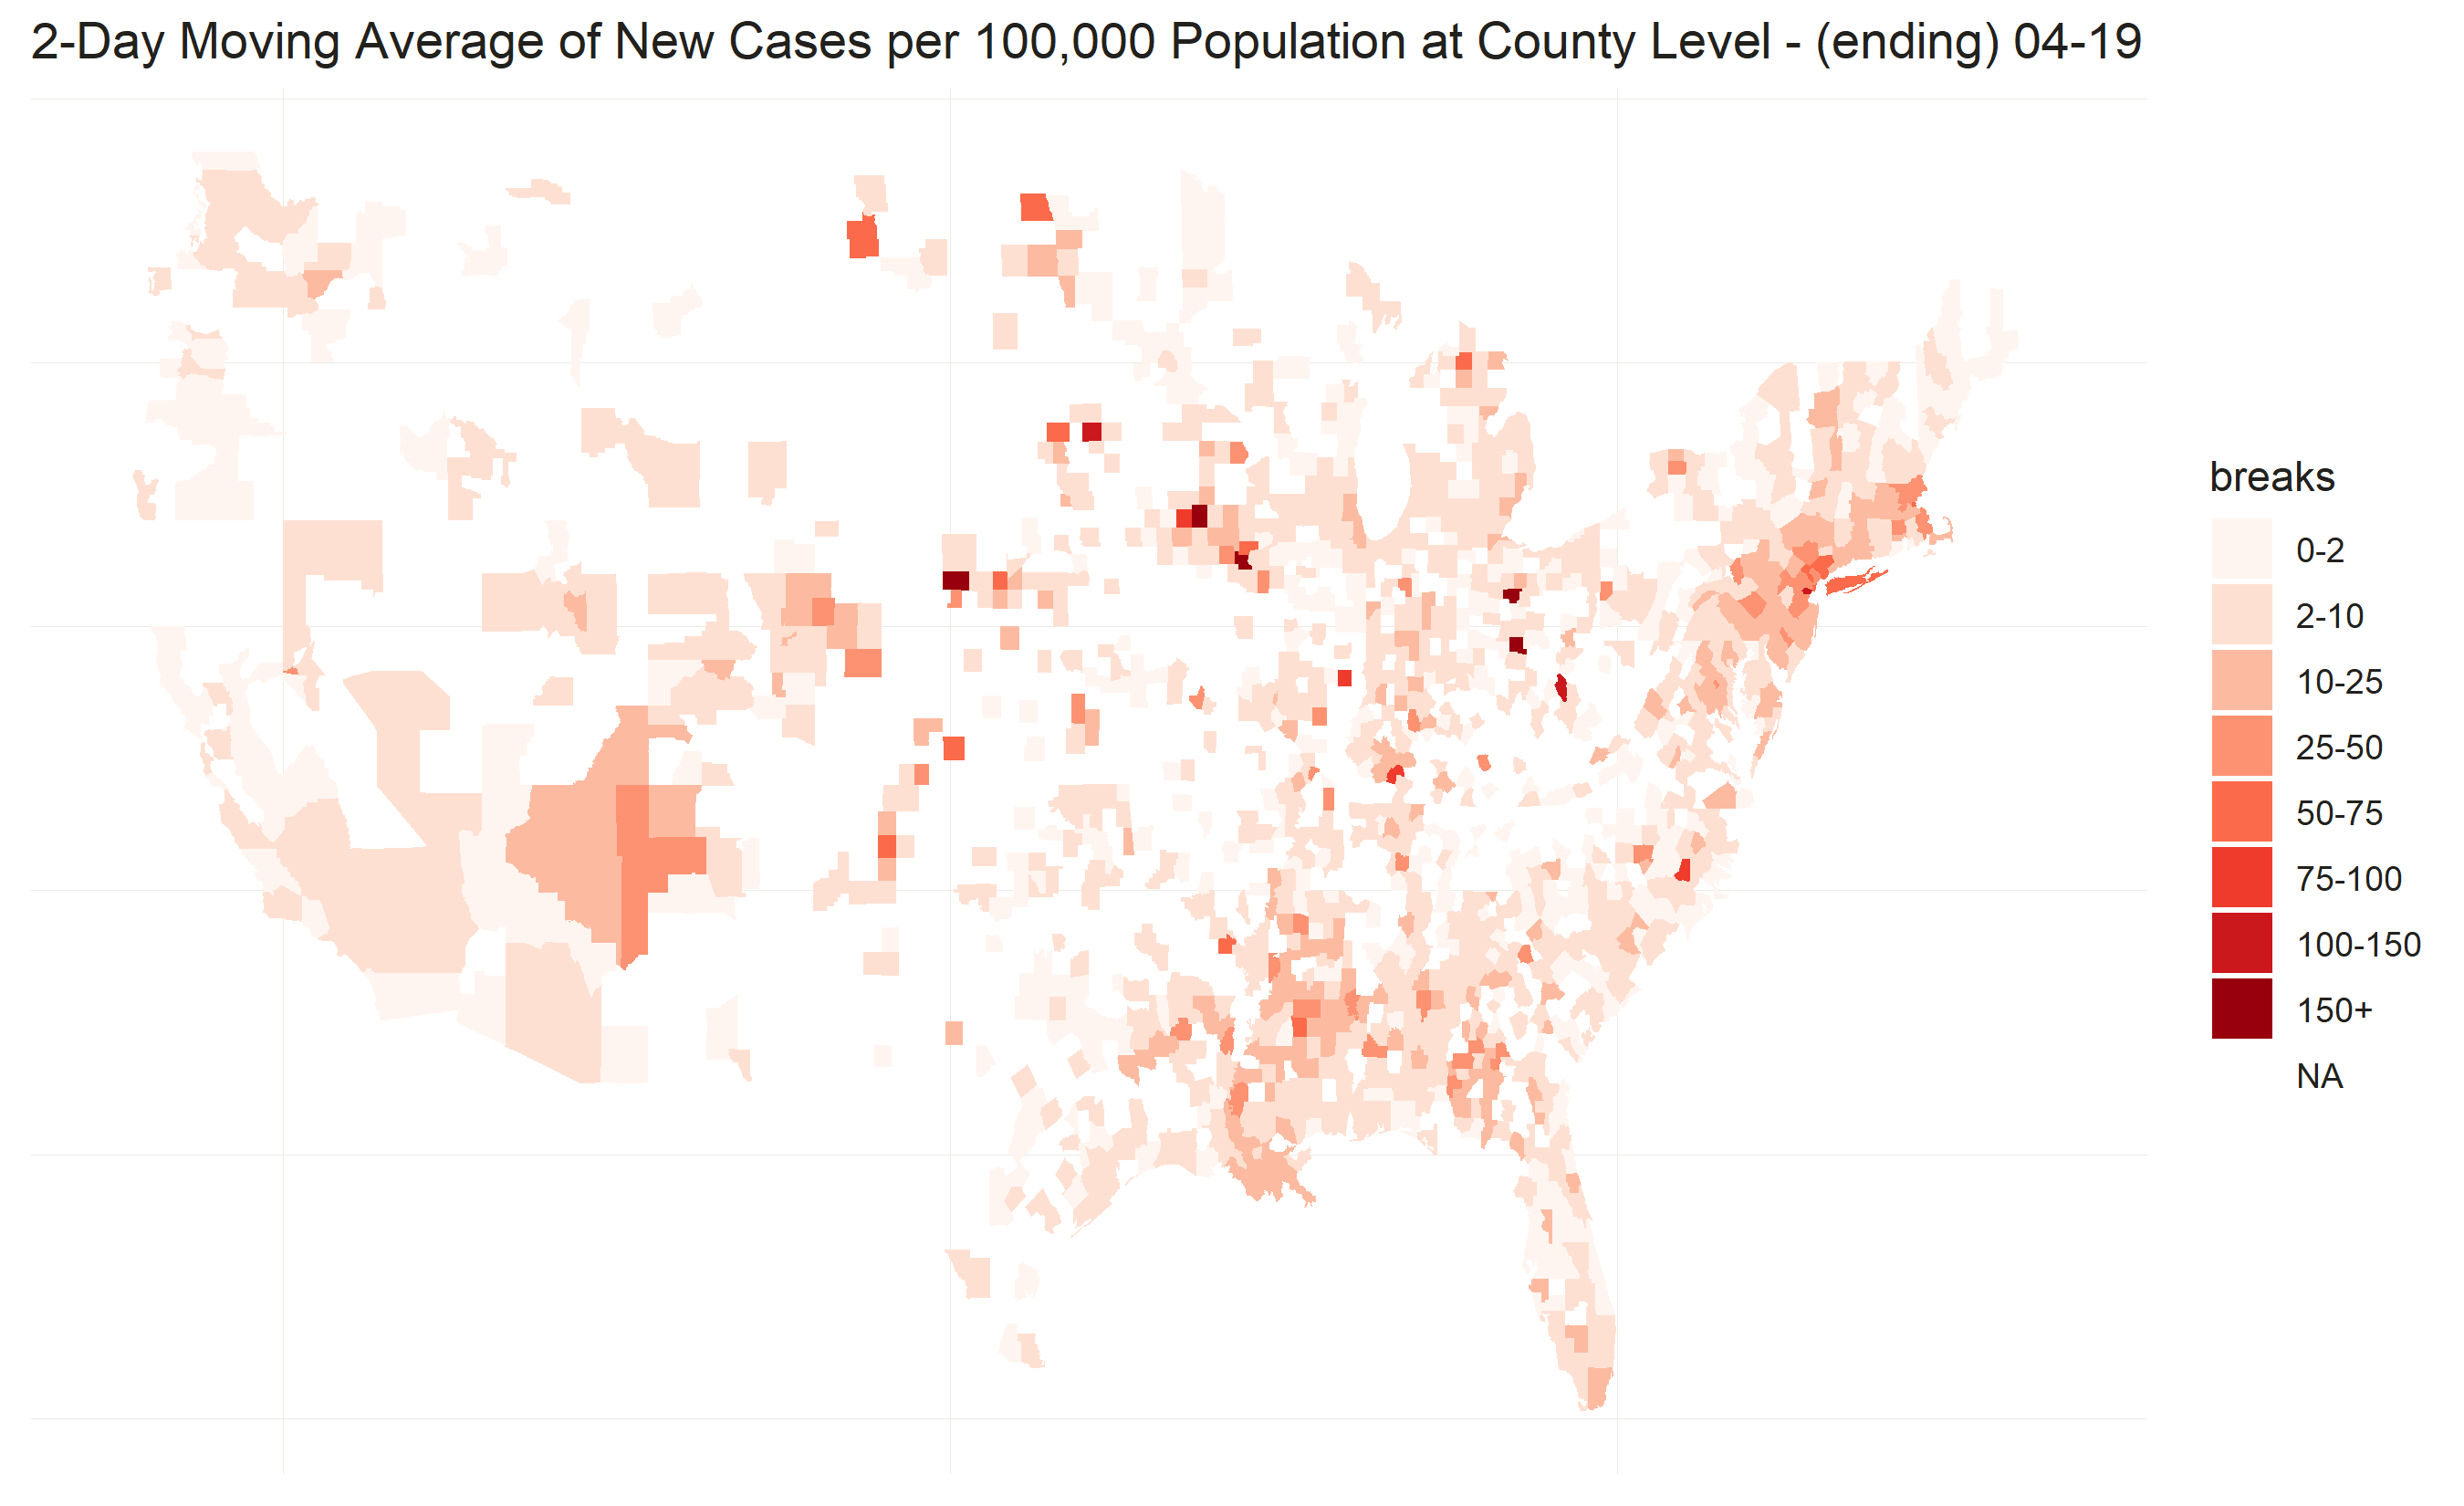 2-Day Moving Average of New Cases per 100,000 Population at County Level - (ending) 04-19
breaks
0-2
2-10
10-25
25-50
50-75
75-100
100-150
150+
NA